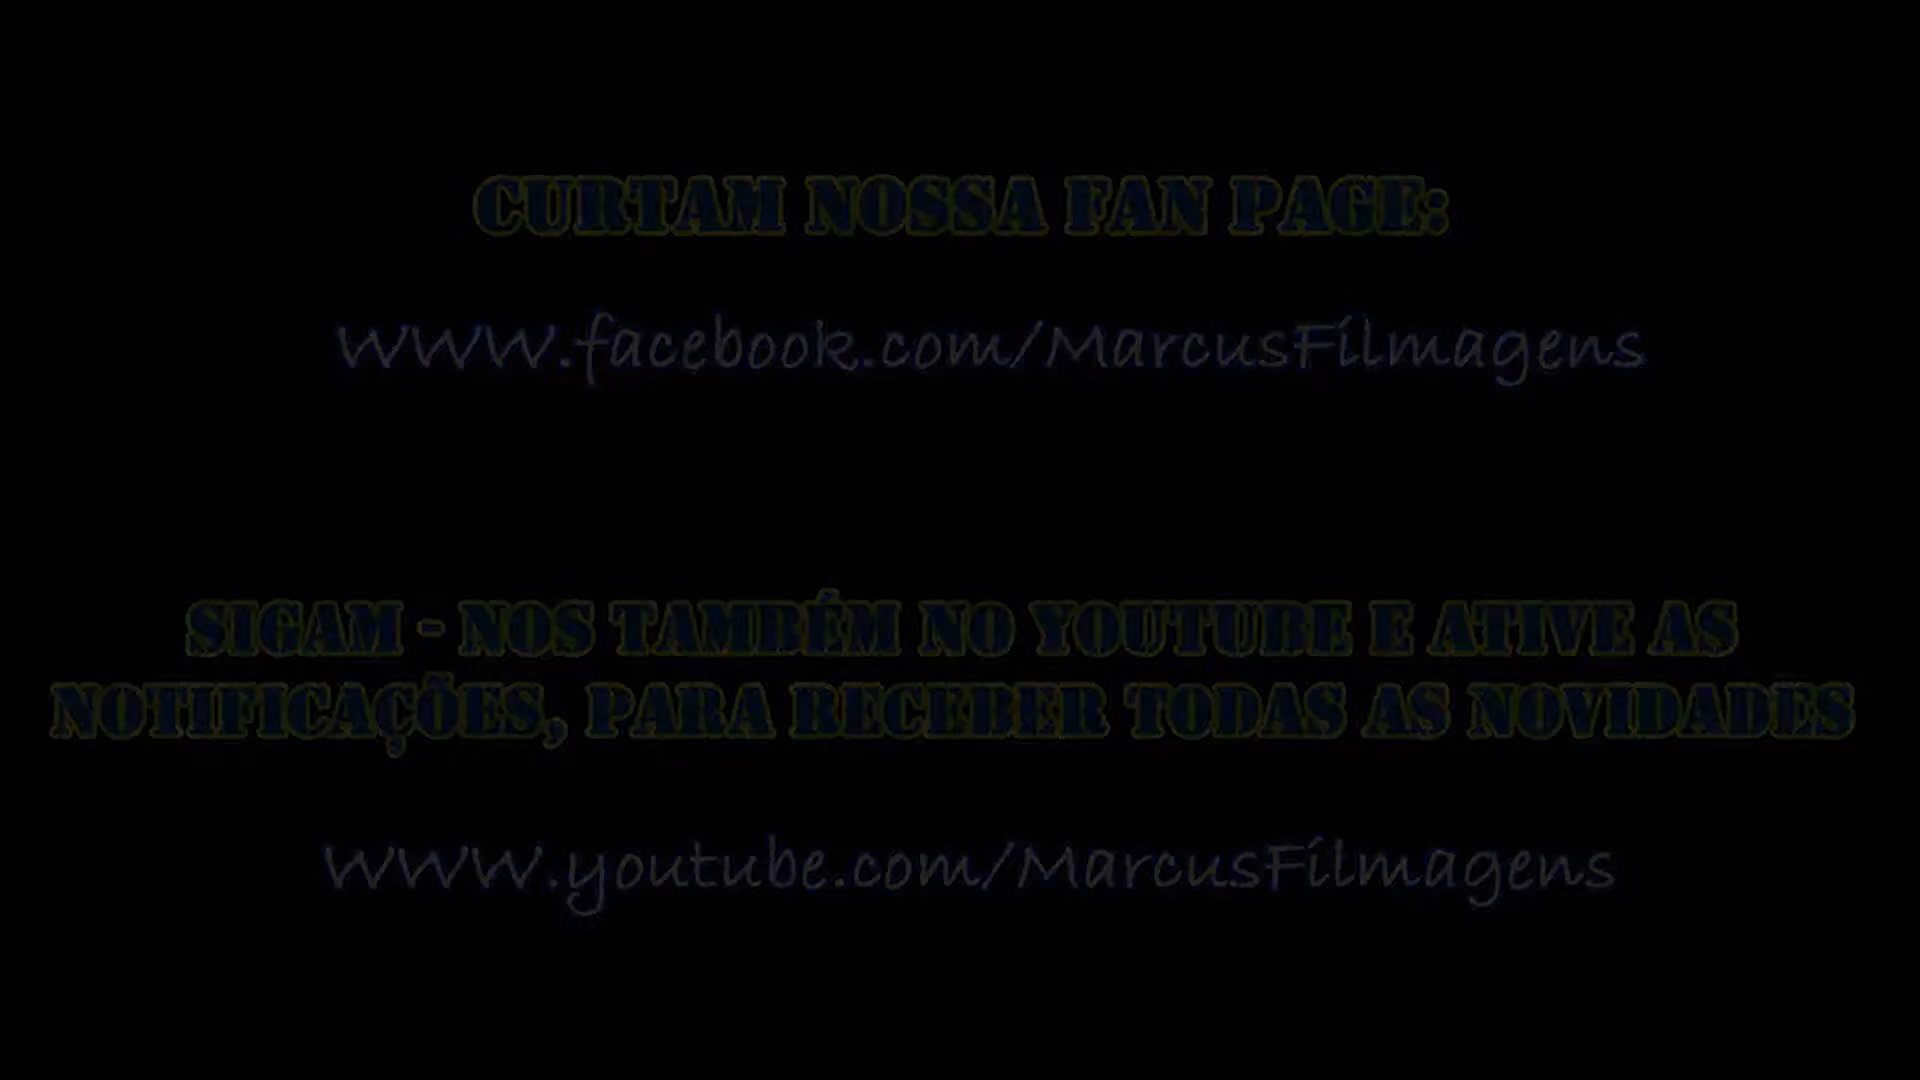 CURTAM NOSSA FAN PAGE:
WWW.facebook.com/MarcusFilmagens
SIGAM - NOS TAMBÉM NO YOUTUBE E ATIVE AS
NOTIFICAÇÕES, PARA RECEBER TODAS AS NOVIDADES
WWW.youtube.com/MarcusFilmagens